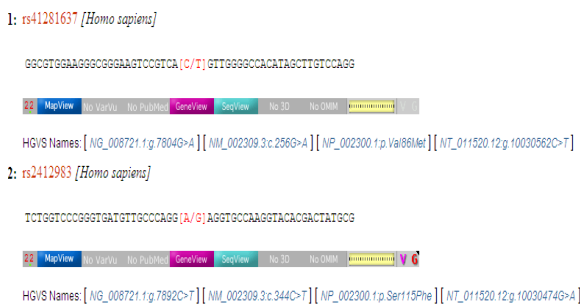 1: rs41281637 [Homo sapiens]
GGCGTGGAAGGGCGGGAAGTCCGTCA[C/T]GTTGGGGCCACATAGCTTGTCCAGG
22 MapView No VarVu No PubMed GeneView SeqView No 3D No OMIM V G
HGVS Names: [ NG_008721.1:g.7804G>A ] [ NM_002309.3:c.256G>A ] [ NP_002300.1:p.Val86Met ] [ NT_011520.12:g.10030562C>T ]
2: rs2412983 [Homo sapiens]
TCTGGTCCCGGGTGATGTTGCCCAGG[A/G]AGGTGCCAAGGTACACGACTATGCG
22 MapView No VarVu No PubMed GeneView SeqView No 3D No OMIM V G
HGVS Names: [ NG_008721.1:g.7892C>T ] [ NM_002309.3:c.344C>T ] [ NP_002300.1:p.Ser115Phe ] [ NT_011520.12:g.10030474G>A ]